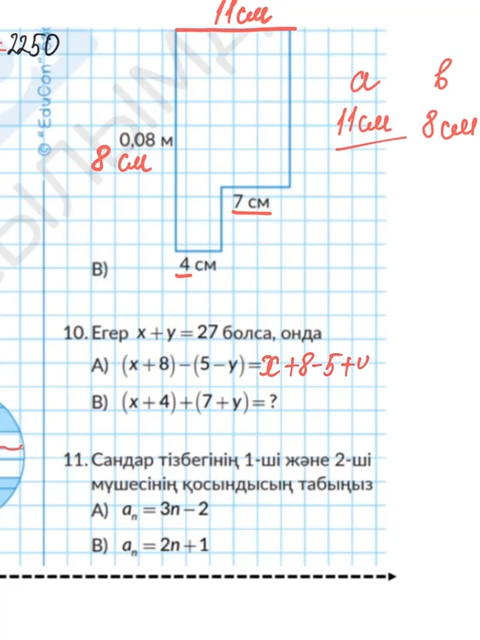 11см
=2250
© "EduCon"
a в
11см 8см
0,08 м
8 см
7 см
В) 4 см
10. Егер x + y = 27 болса, онда
А) (x + 8) − (5 − y) = x + 8 − 5 + y
В) (x + 4) + (7 + y) = ?
11. Сандар тізбегінің 1-ші және 2-ші
мүшесінің қосындысың табыңыз
А) aₙ = 3n − 2
В) aₙ = 2n + 1